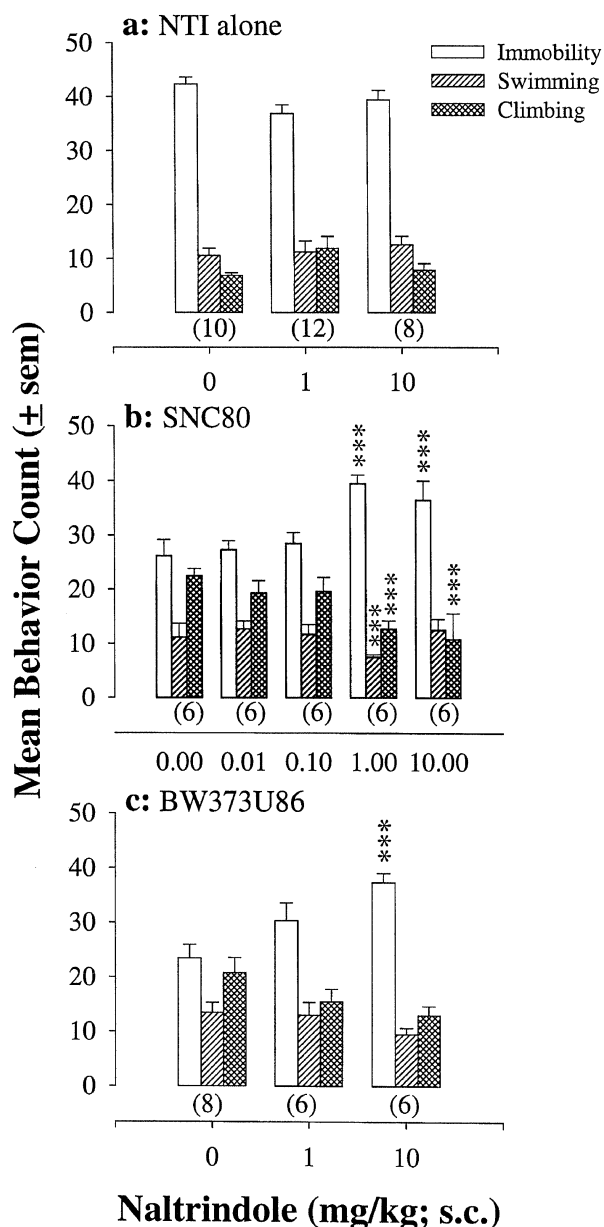 a: NTI alone
Immobility
Swimming
Climbing
50
40
30
20
10
0
(10) (12) (8)
0 1 10
b: SNC80
50
40
30
20
10
0
*** *** *** *** ***
(6) (6) (6) (6) (6)
0.00 0.01 0.10 1.00 10.00
c: BW373U86
50
40
30
20
10
0
***
(8) (6) (6)
0 1 10
Mean Behavior Count (± sem)
Naltrindole (mg/kg; s.c.)